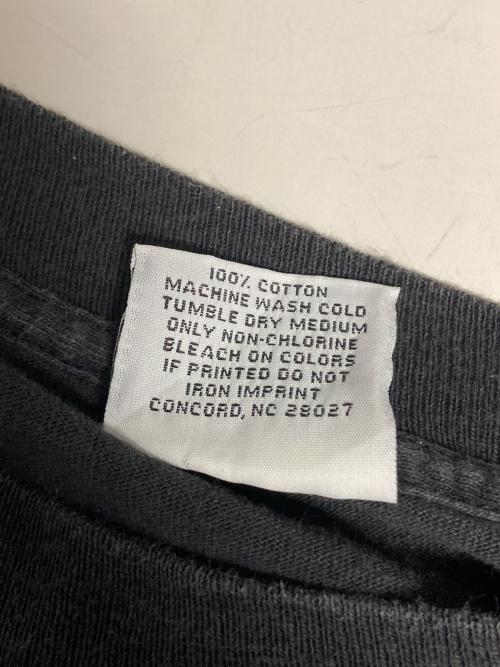 100% COTTON
MACHINE WASH COLD
TUMBLE DRY MEDIUM
ONLY NON-CHLORINE
BLEACH ON COLORS
IF PRINTED DO NOT
IRON IMPRINT
CONCORD, NC 28027